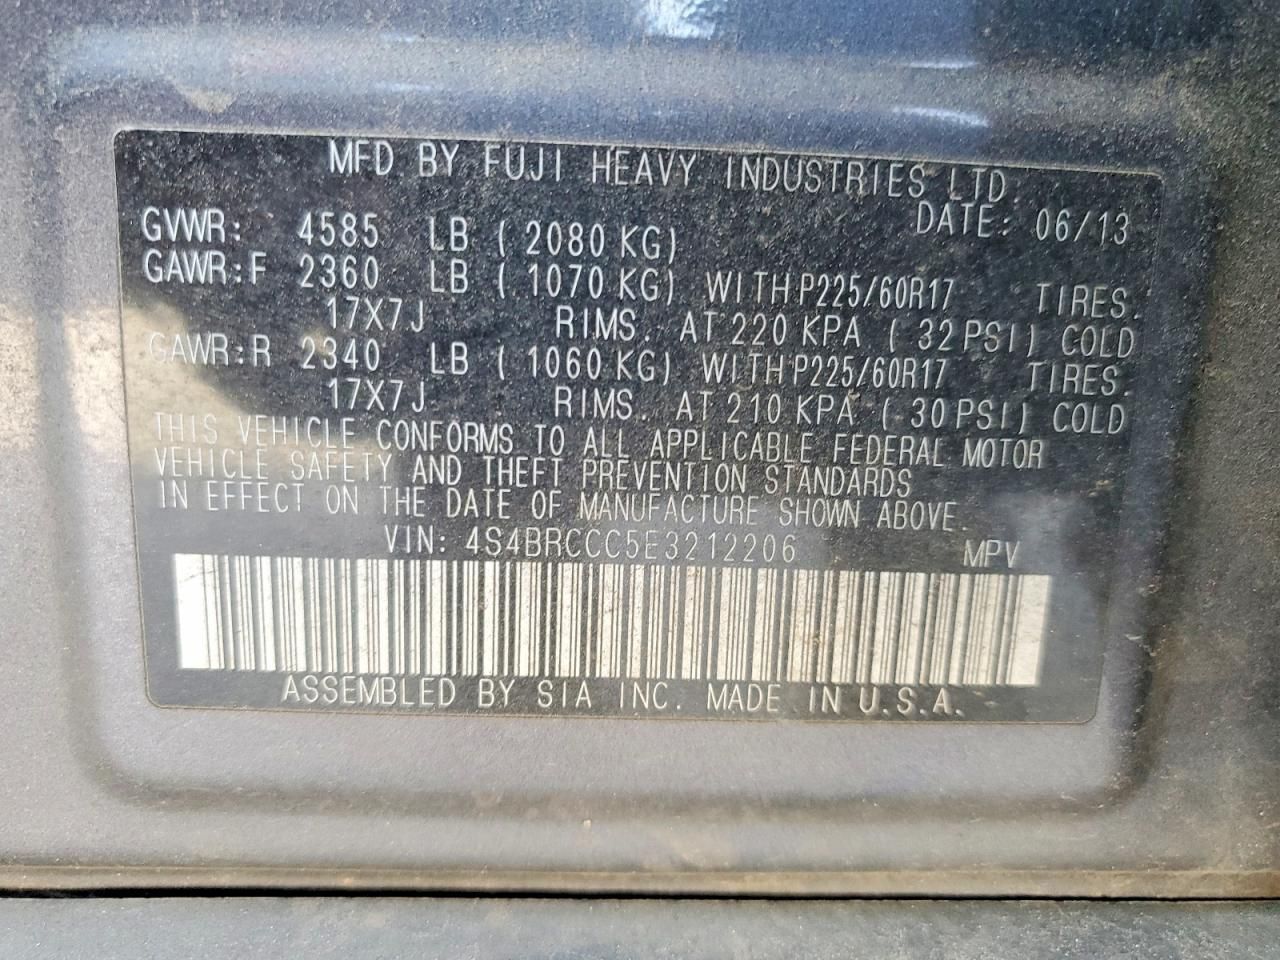 MFD BY FUJI HEAVY INDUSTRIES LTD.
DATE: 06/13
GVWR: 4585 LB ( 2080 KG)
GAWR:F 2360 LB ( 1070 KG) WITH P225/60R17 TIRES.
17X7J RIMS. AT 220 KPA ( 32 PSI) COLD
GAWR:R 2340 LB ( 1060 KG) WITH P225/60R17 TIRES.
17X7J RIMS. AT 210 KPA ( 30 PSI) COLD
THIS VEHICLE CONFORMS TO ALL APPLICABLE FEDERAL MOTOR
VEHICLE SAFETY AND THEFT PREVENTION STANDARDS
IN EFFECT ON THE DATE OF MANUFACTURE SHOWN ABOVE.
VIN: 4S4BRCCC5E3212206 MPV
ASSEMBLED BY SIA INC. MADE IN U.S.A.